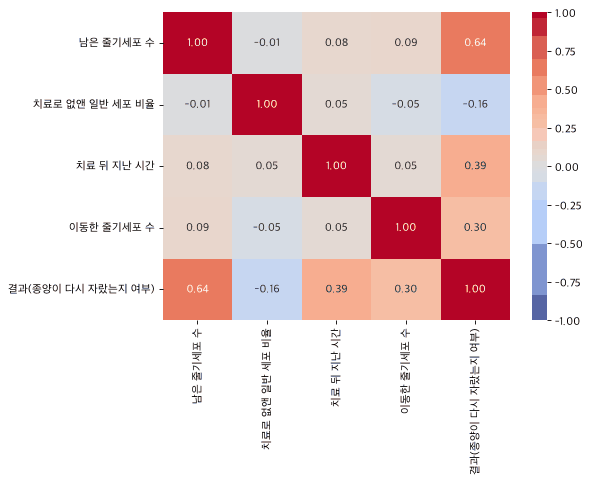 남은 줄기세포 수 1.00 -0.01 0.08 0.09 0.64
치료로 없앤 일반 세포 비율 -0.01 1.00 0.05 -0.05 -0.16
치료 뒤 지난 시간 0.08 0.05 1.00 0.05 0.39
이동한 줄기세포 수 0.09 -0.05 0.05 1.00 0.30
결과(종양이 다시 자랐는지 여부) 0.64 -0.16 0.39 0.30 1.00
남은 줄기세포 수
치료로 없앤 일반 세포 비율
치료 뒤 지난 시간
이동한 줄기세포 수
결과(종양이 다시 자랐는지 여부)
1.00
0.75
0.50
0.25
0.00
-0.25
-0.50
-0.75
-1.00